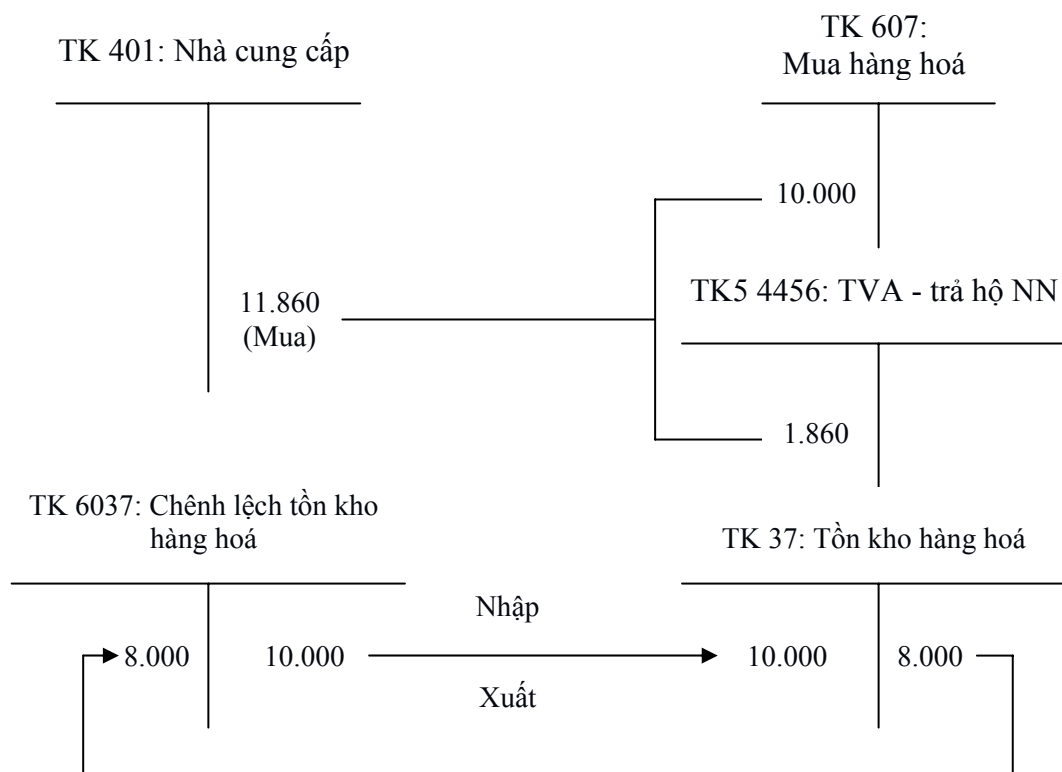 TK 401: Nhà cung cấp
TK 607:
Mua hàng hoá
10.000
11.860
(Mua)
TK5 4456: TVA - trả hộ NN
1.860
TK 6037: Chênh lệch tồn kho
hàng hoá
TK 37: Tồn kho hàng hoá
Nhập
8.000 10.000 10.000 8.000
Xuất